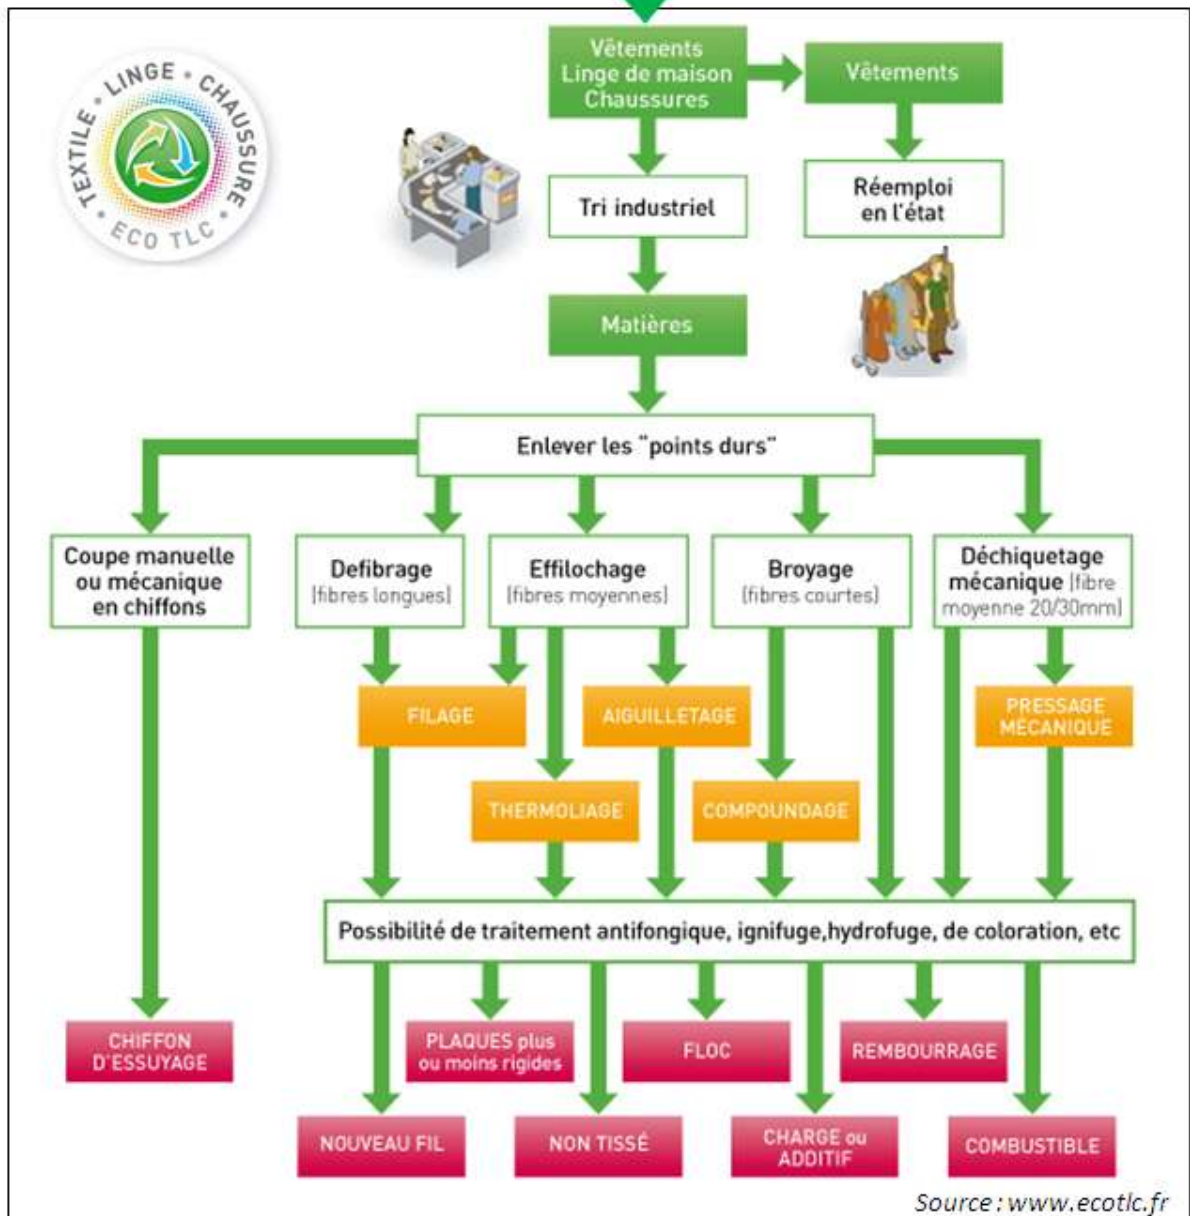 TEXTILE • LINGE • CHAUSSURE •
ECO TLC
Vêtements
Linge de maison
Chaussures
Vêtements
Tri industriel
Réemploi
en l'état
Matières
Enlever les "points durs"
Coupe manuelle
ou mécanique
en chiffons
Defibrage
(fibres longues)
Effilochage
(fibres moyennes)
Broyage
(fibres courtes)
Déchiquetage
mécanique (fibre
moyenne 20/30mm)
FILAGE
AIGUILLETAGE
PRESSAGE
MÉCANIQUE
THERMOLIAGE
COMPOUNDAGE
Possibilité de traitement antifongique, ignifuge,hydrofuge, de coloration, etc
CHIFFON
D'ESSUYAGE
PLAQUES plus
ou moins rigides
FLOC
REMBOURRAGE
NOUVEAU FIL
NON TISSÉ
CHARGE ou
ADDITIF
COMBUSTIBLE
Source : www.ecotlc.fr